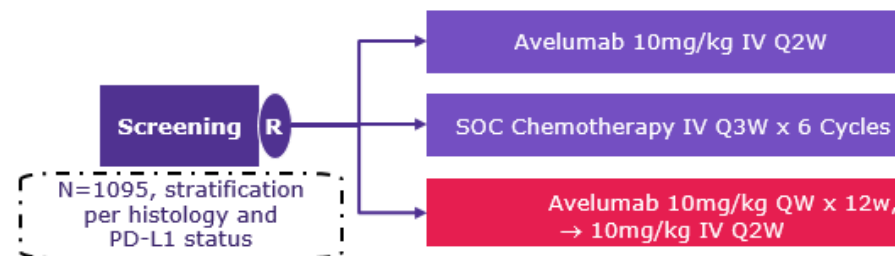 Avelumab 10mg/kg IV Q2W
Screening
R
SOC Chemotherapy IV Q3W x 6 Cycles
N=1095, stratification
per histology and
PD-L1 status
Avelumab 10mg/kg QW x 12w,
→ 10mg/kg IV Q2W